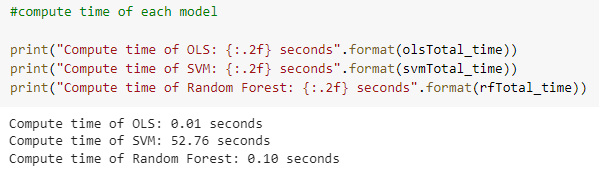 #compute time of each model
print("Compute time of OLS: {:.2f} seconds".format(olsTotal_time))
print("Compute time of SVM: {:.2f} seconds".format(svmTotal_time))
print("Compute time of Random Forest: {:.2f} seconds".format(rfTotal_time))
Compute time of OLS: 0.01 seconds
Compute time of SVM: 52.76 seconds
Compute time of Random Forest: 0.10 seconds